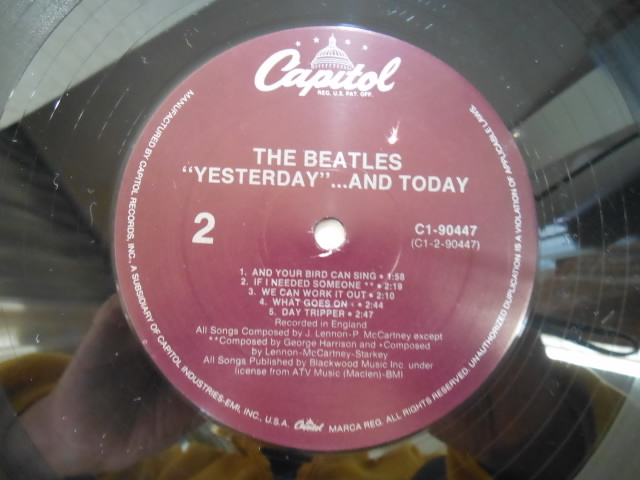 Capitol
REG. U.S. PAT. OFF.
THE BEATLES
"YESTERDAY"...AND TODAY
2
C1-90447
(C1-2-90447)
1. AND YOUR BIRD CAN SING • 1:58
2. IF I NEEDED SOMEONE ** • 2:19
3. WE CAN WORK IT OUT • 2:10
4. WHAT GOES ON • 2:44
5. DAY TRIPPER • 2:47
Recorded in England
All Songs Composed by J. Lennon-P. McCartney except
**Composed by George Harrison and •Composed
by Lennon-McCartney-Starkey
All Songs Published by Blackwood Music Inc. under
license from ATV Music (Maclen)-BMI
MANUFACTURED BY CAPITOL RECORDS, INC., A SUBSIDIARY OF CAPITOL INDUSTRIES-EMI, INC., U.S.A. Capitol MARCA REG. ALL RIGHTS RESERVED. UNAUTHORIZED DUPLICATION IS A VIOLATION OF APPLICABLE LAWS.